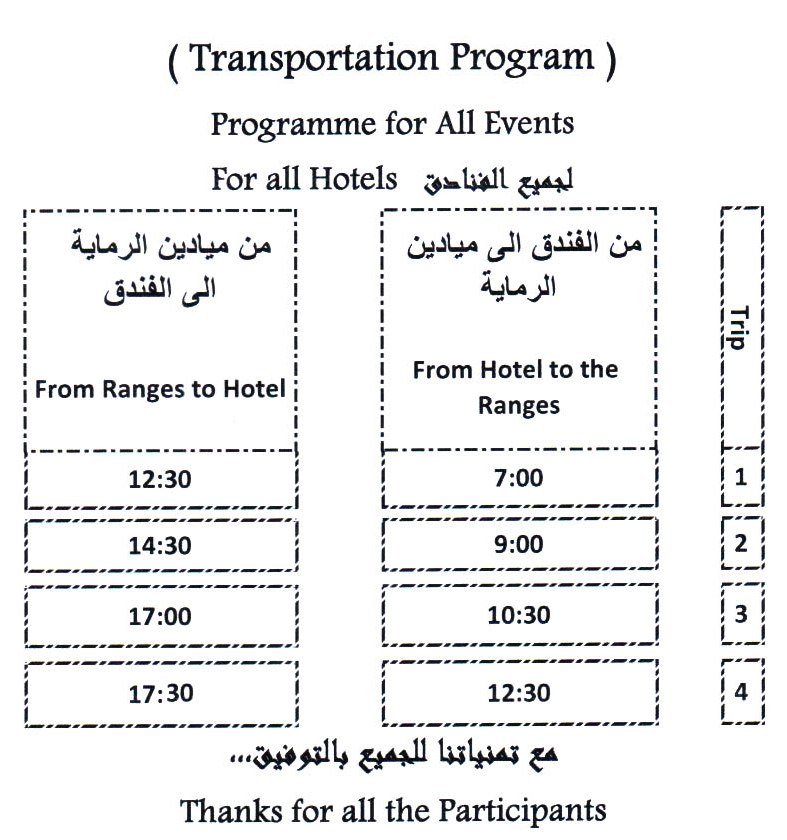 ( Transportation Program )
Programme for All Events
For all Hotels لجميع الفنادق
من ميادين الرماية
الى الفندق
From Ranges to Hotel
من الفندق الى ميادين
الرماية
From Hotel to the
Ranges
Trip
12:30 7:00 1
14:30 9:00 2
17:00 10:30 3
17:30 12:30 4
مع تمنياتنا للجميع بالتوفيق...
Thanks for all the Participants